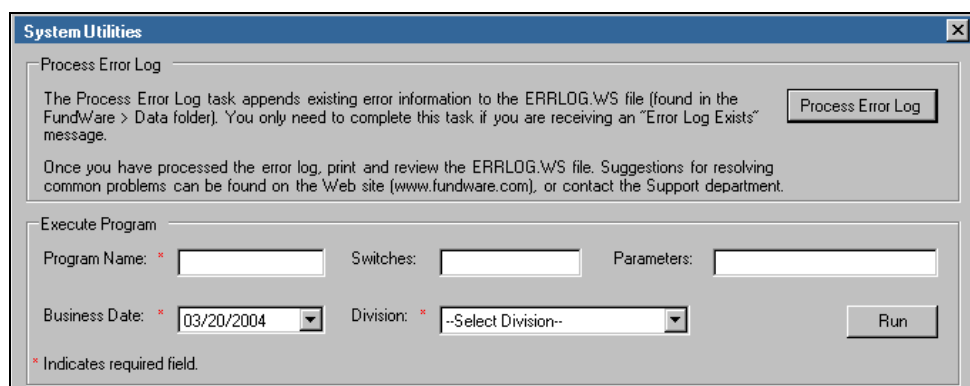 System Utilities
Process Error Log
The Process Error Log task appends existing error information to the ERRLOG.WS file (found in the
FundWare > Data folder). You only need to complete this task if you are receiving an "Error Log Exists"
message.
Process Error Log
Once you have processed the error log, print and review the ERRLOG.WS file. Suggestions for resolving
common problems can be found on the Web site (www.fundware.com), or contact the Support department.
Execute Program
Program Name: * Switches: Parameters:
Business Date: * 03/20/2004 Division: * --Select Division-- Run
* Indicates required field.